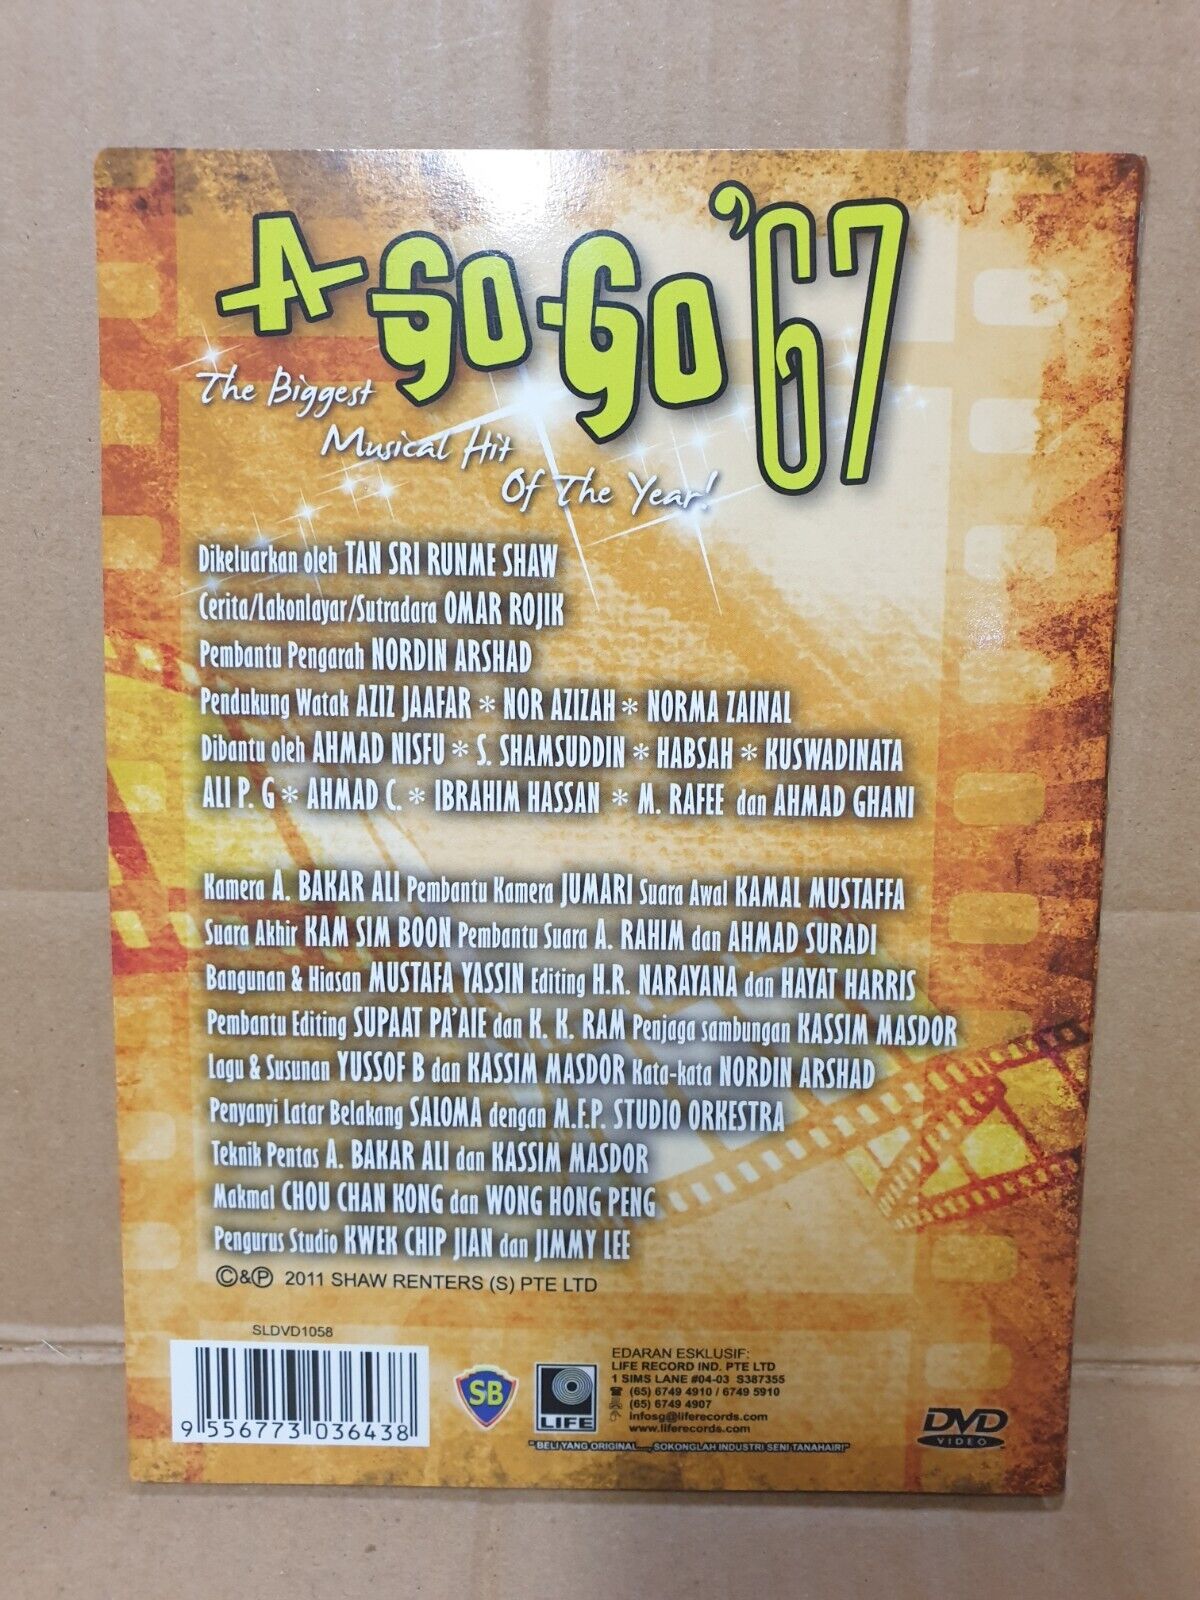 A-GO-GO '67
The Biggest
Musical Hit
Of The Year!
Dikeluarkan oleh TAN SRI RUNME SHAW
Cerita/Lakonlayar/Sutradara OMAR ROJIK
Pembantu Pengarah NORDIN ARSHAD
Pendukung Watak AZIZ JAAFAR * NOR AZIZAH * NORMA ZAINAL
Dibantu oleh AHMAD NISFU * S. SHAMSUDDIN * HABSAH * KUSWADINATA
ALI P. G * AHMAD C. * IBRAHIM HASSAN * M. RAFEE dan AHMAD GHANI
Kamera A. BAKAR ALI Pembantu Kamera JUMARI Suara Awal KAMAL MUSTAFFA
Suara Akhir KAM SIM BOON Pembantu Suara A. RAHIM dan AHMAD SURADI
Bangunan & Hiasan MUSTAFA YASSIN Editing H.R. NARAYANA dan HAYAT HARRIS
Pembantu Editing SUPAAT PA'AIE dan K. K. RAM Penjaga sambungan KASSIM MASDOR
Lagu & Susunan YUSSOF B dan KASSIM MASDOR Kata-kata NORDIN ARSHAD
Penyanyi Latar Belakang SALOMA dengan M.F.P. STUDIO ORKESTRA
Teknik Pentas A. BAKAR ALI dan KASSIM MASDOR
Makmal CHOU CHAN KONG dan WONG HONG PENG
Pengurus Studio KWEK CHIP JIAN dan JIMMY LEE
©&℗ 2011 SHAW RENTERS (S) PTE LTD
SLDVD1058
9 556773 036438
SB
LIFE
EDARAN ESKLUSIF:
LIFE RECORD IND. PTE LTD
1 SIMS LANE #04-03 S387355
(65) 6749 4910 / 6749 5910
(65) 6749 4907
infosg@liferecords.com
www.liferecords.com
"BELI YANG ORIGINAL...., SOKONGLAH INDUSTRI SENI TANAHAIR!"
DVD
VIDEO